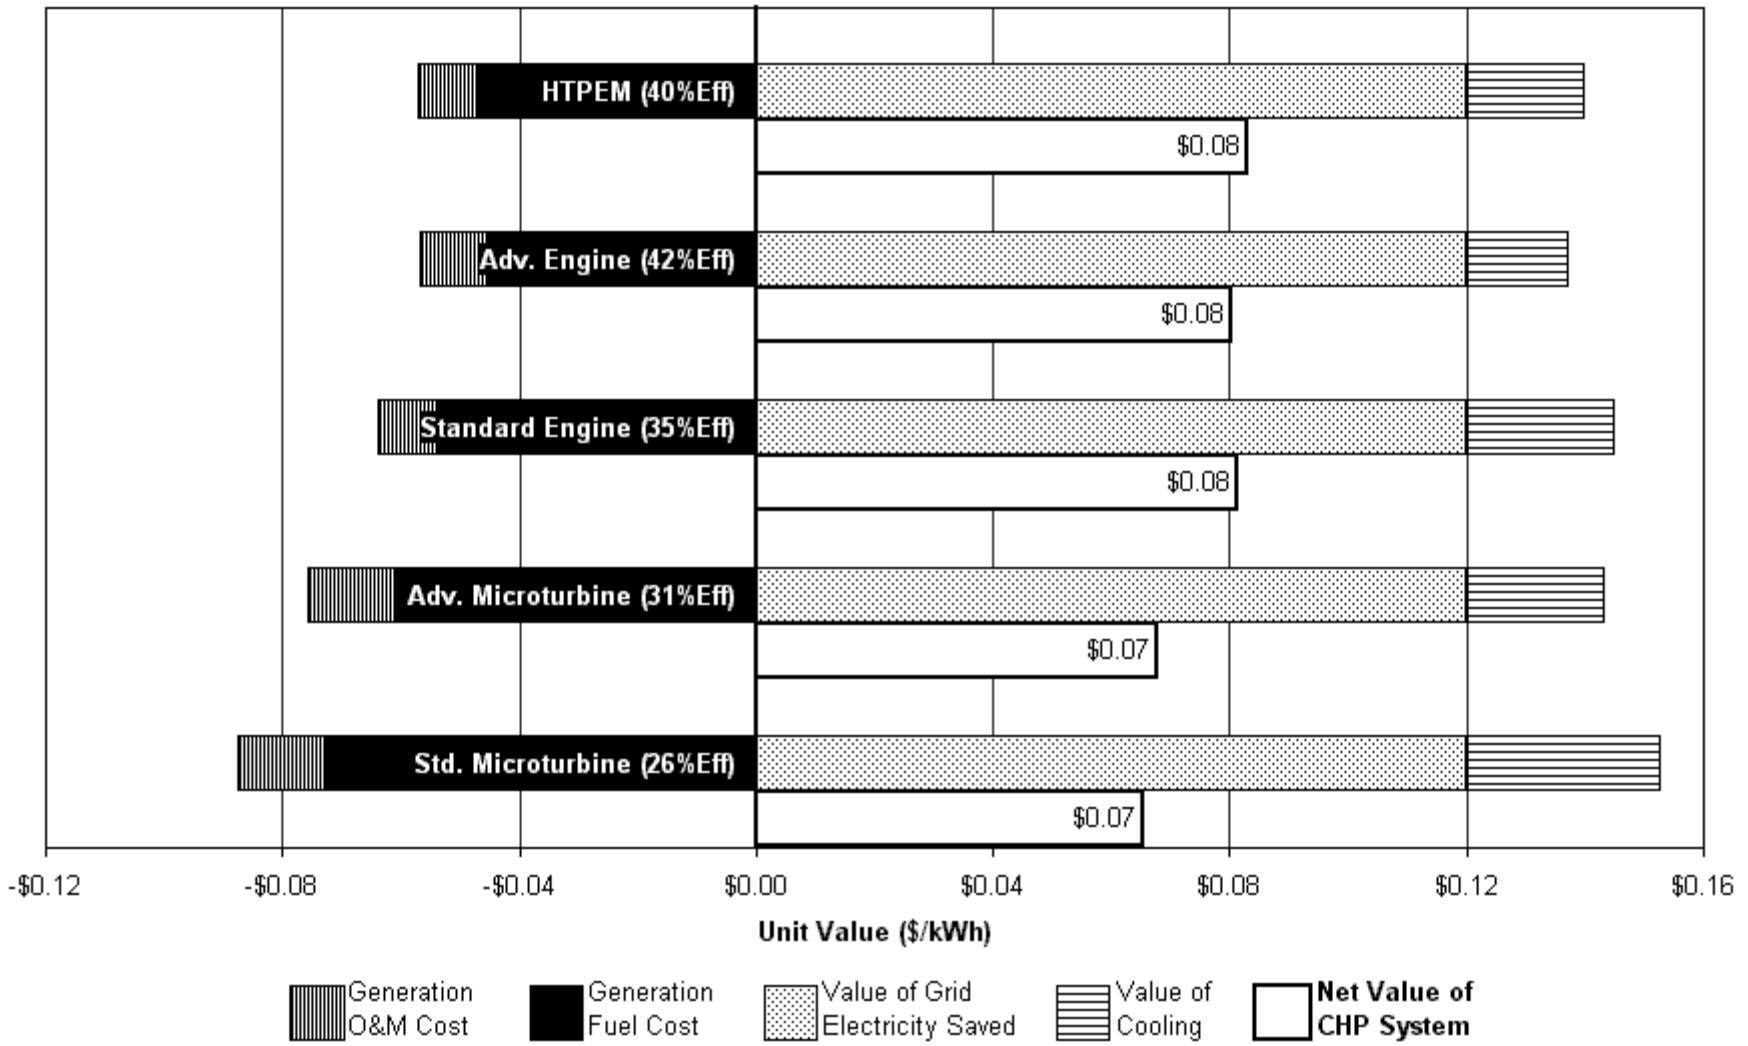 HTPEM (40%Eff)
$0.08
Adv. Engine (42%Eff)
$0.08
Standard Engine (35%Eff)
$0.08
Adv. Microturbine (31%Eff)
$0.07
Std. Microturbine (26%Eff)
$0.07
-$0.12 -$0.08 -$0.04 $0.00 $0.04 $0.08 $0.12 $0.16
Unit Value ($/kWh)
Generation Generation Value of Grid Value of Net Value of
O&M Cost Fuel Cost Electricity Saved Cooling CHP System